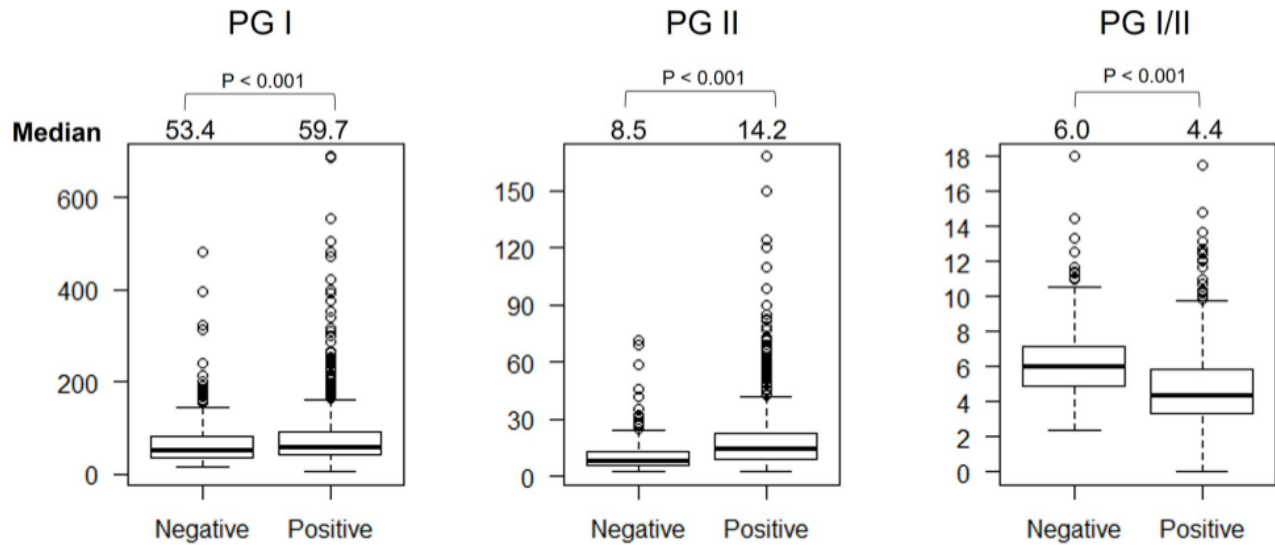 PG I
PG II
PG I/II
P < 0.001
P < 0.001
P < 0.001
Median
53.4
59.7
8.5
14.2
6.0
4.4
600
400
200
0
Negative
Positive
150
120
90
60
30
0
Negative
Positive
18
16
14
12
10
8
6
4
2
0
Negative
Positive